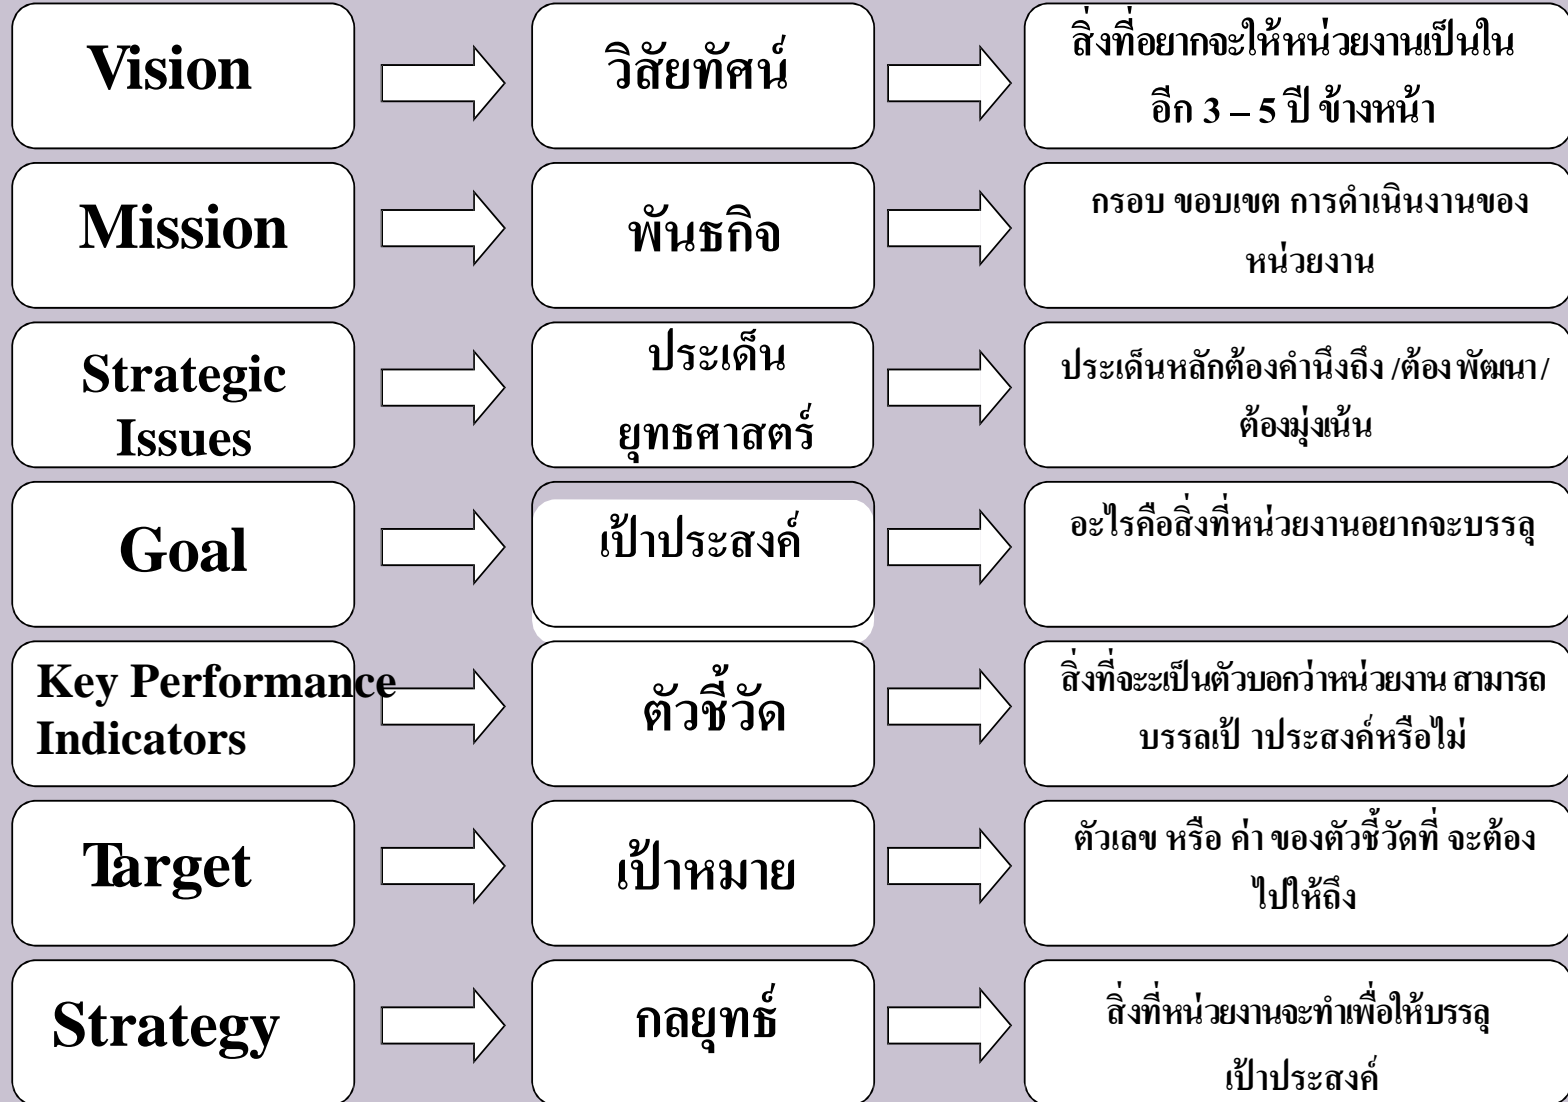 Vision
วิสัยทัศน์
สิ่งที่อยากจะให้หน่วยงานเป็นใน
อีก 3 – 5 ปี ข้างหน้า
Mission
พันธกิจ
กรอบ ขอบเขต การดำเนินงานของ
หน่วยงาน
Strategic
Issues
ประเด็น
ยุทธศาสตร์
ประเด็นหลักต้องคำนึงถึง /ต้องพัฒนา/
ต้องมุ่งเน้น
Goal
เป้าประสงค์
อะไรคือสิ่งที่หน่วยงานอยากจะบรรลุ
Key Performance
Indicators
ตัวชี้วัด
สิ่งที่จะะเป็นตัวบอกว่าหน่วยงาน สามารถ
บรรลเป้ าประสงค์หรือไม่
Target
เป้าหมาย
ตัวเลข หรือ ค่า ของตัวชี้วัดที่ จะต้อง
ไปให้ถึง
Strategy
กลยุทธ์
สิ่งที่หน่วยงานจะทำเพื่อให้บรรลุ
เป้าประสงค์